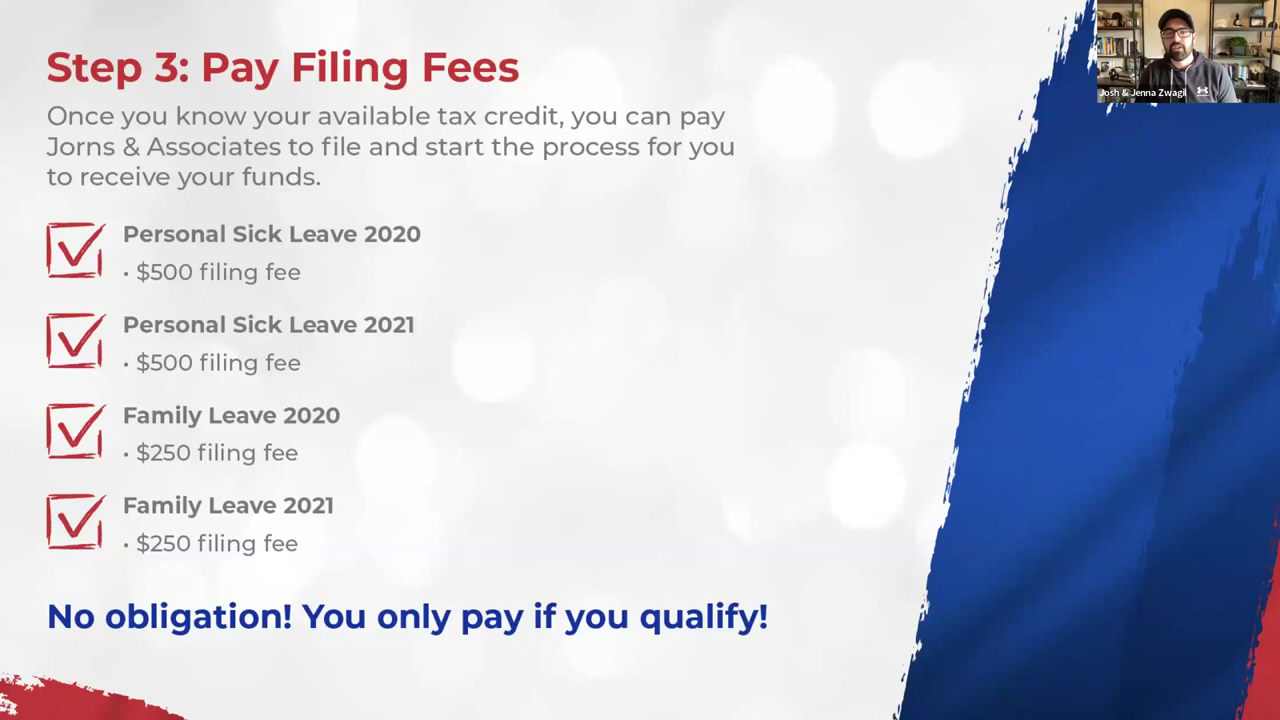 Step 3: Pay Filing Fees
Once you know your available tax credit, you can pay
Jorns & Associates to file and start the process for you
to receive your funds.
Personal Sick Leave 2020
• $500 filing fee
Personal Sick Leave 2021
• $500 filing fee
Family Leave 2020
• $250 filing fee
Family Leave 2021
• $250 filing fee
No obligation! You only pay if you qualify!
Josh & Jenna Zwagil